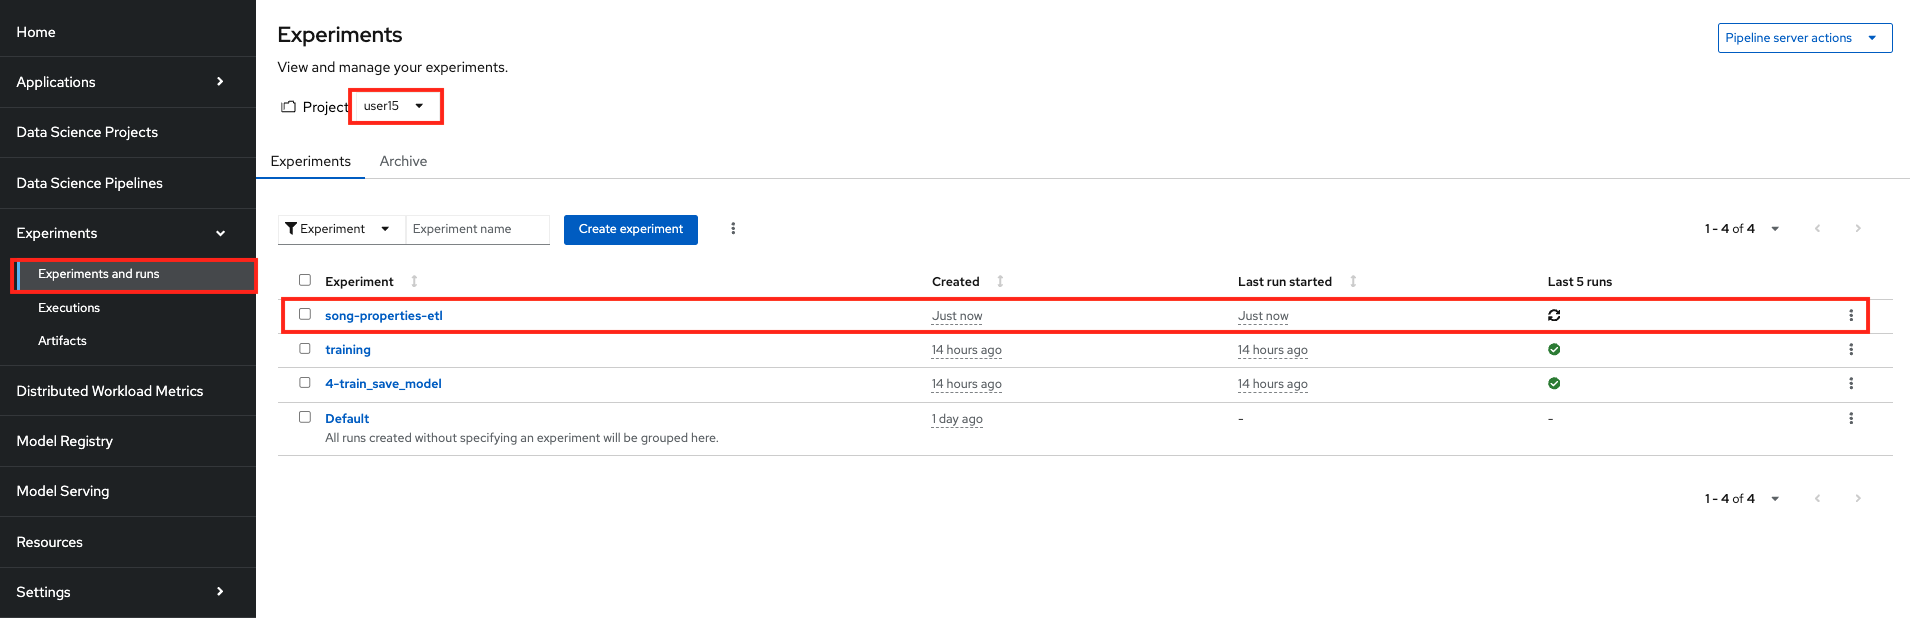 Home
Applications
Data Science Projects
Data Science Pipelines
Experiments
Experiments and runs
Executions
Artifacts
Distributed Workload Metrics
Model Registry
Model Serving
Resources
Settings
Experiments
Pipeline server actions
View and manage your experiments.
Project user15
Experiments Archive
Experiment Experiment name Create experiment 1 - 4 of 4
Experiment Created Last run started Last 5 runs
song-properties-etl Just now Just now
training 14 hours ago 14 hours ago
4-train_save_model 14 hours ago 14 hours ago
Default 1 day ago - -
All runs created without specifying an experiment will be grouped here.
1 - 4 of 4